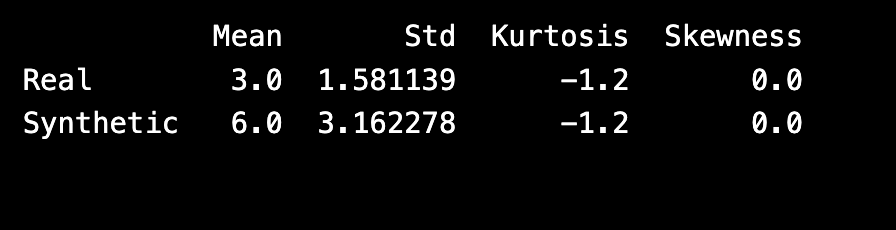 Mean Std Kurtosis Skewness
Real 3.0 1.581139 -1.2 0.0
Synthetic 6.0 3.162278 -1.2 0.0